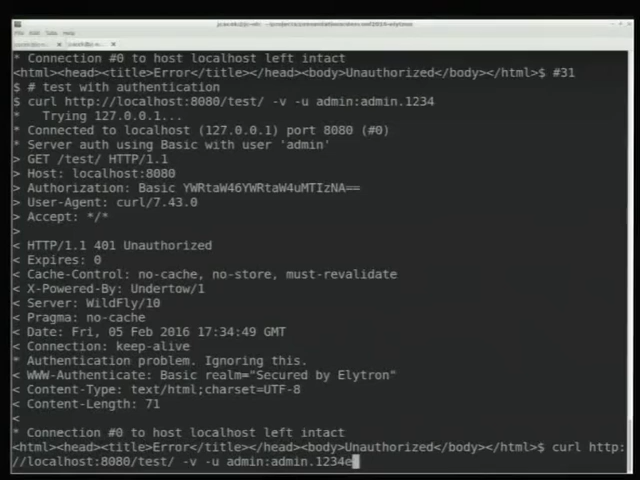 * Connection #0 to host localhost left intact
<html><head><title>Error</title></head><body>Unauthorized</body></html>$ #31
$ # test with authentication
$ curl http://localhost:8080/test/ -v -u admin:admin.1234
*   Trying 127.0.0.1...
* Connected to localhost (127.0.0.1) port 8080 (#0)
* Server auth using Basic with user 'admin'
> GET /test/ HTTP/1.1
> Host: localhost:8080
> Authorization: Basic YWRtaW46YWRtaW4uMTIzNA==
> User-Agent: curl/7.43.0
> Accept: */*
>
< HTTP/1.1 401 Unauthorized
< Expires: 0
< Cache-Control: no-cache, no-store, must-revalidate
< X-Powered-By: Undertow/1
< Server: WildFly/10
< Pragma: no-cache
< Date: Fri, 05 Feb 2016 17:34:49 GMT
< Connection: keep-alive
* Authentication problem. Ignoring this.
< WWW-Authenticate: Basic realm="Secured by Elytron"
< Content-Type: text/html;charset=UTF-8
< Content-Length: 71
<
* Connection #0 to host localhost left intact
<html><head><title>Error</title></head><body>Unauthorized</body></html>$ curl http:
//localhost:8080/test/ -v -u admin:admin.1234e